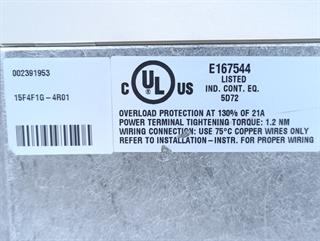 002391953
15F4F1G-4R01
C UL US
E167544
LISTED
IND. CONT. EQ.
5D72
OVERLOAD PROTECTION AT 130% OF 21A
POWER TERMINAL TIGHTENING TORQUE: 1.2 NM
WIRING CONNECTION: USE 75°C COPPER WIRES ONLY
REFER TO INSTALLATION-INSTR. FOR PROPER WIRING